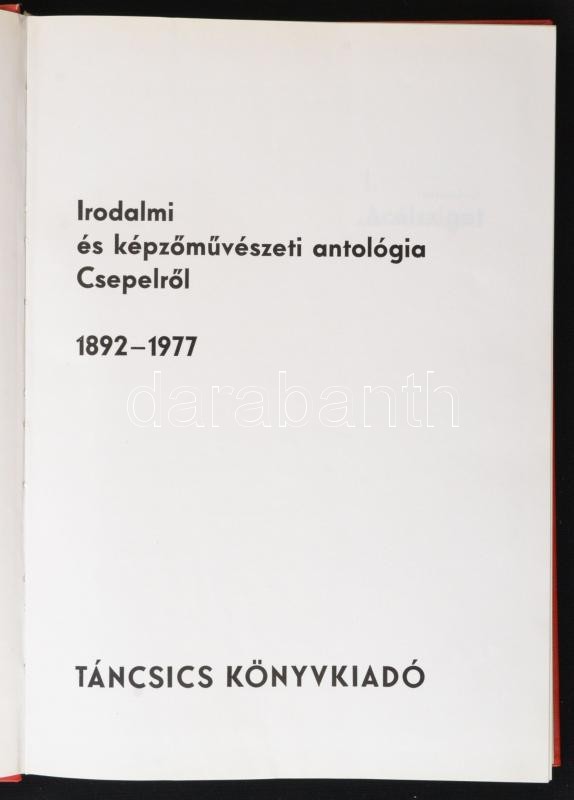 Irodalmi
és képzőművészeti antológia
Csepelről
1892–1977
darabanth
TÁNCSICS KÖNYVKIADÓ